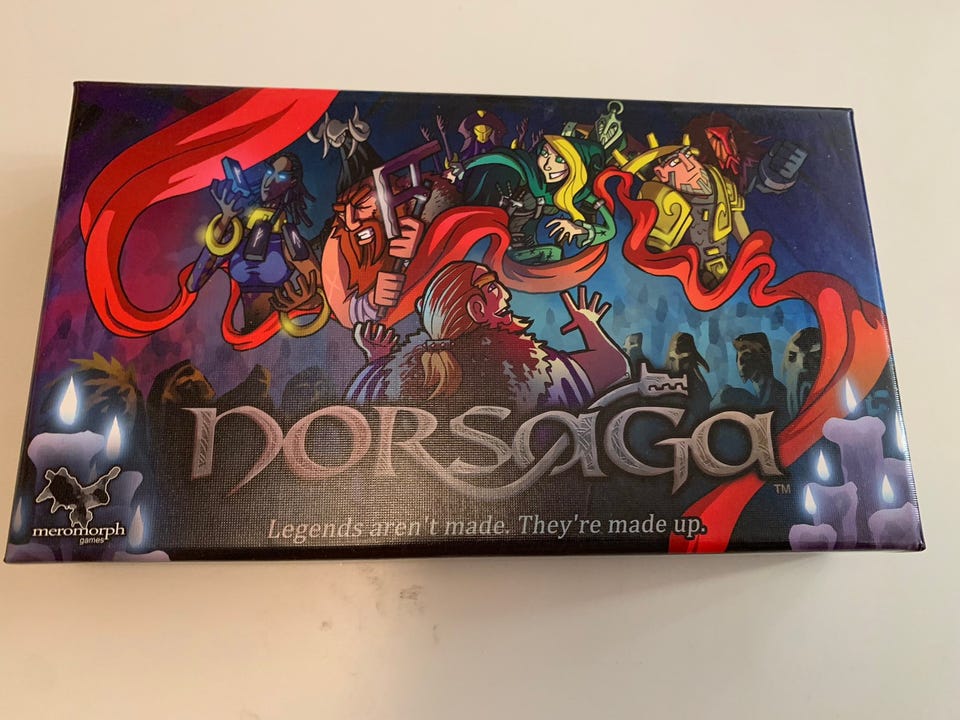 NORSAGA
TM
meromorph
games
Legends aren't made. They're made up.